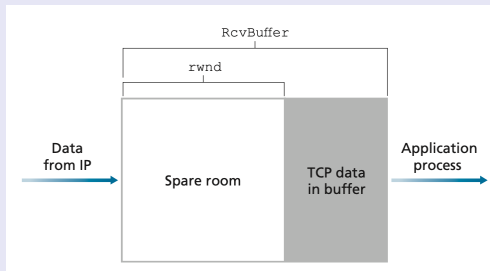 RcvBuffer
rwnd
Data
from IP
Spare room
TCP data
in buffer
Application
process